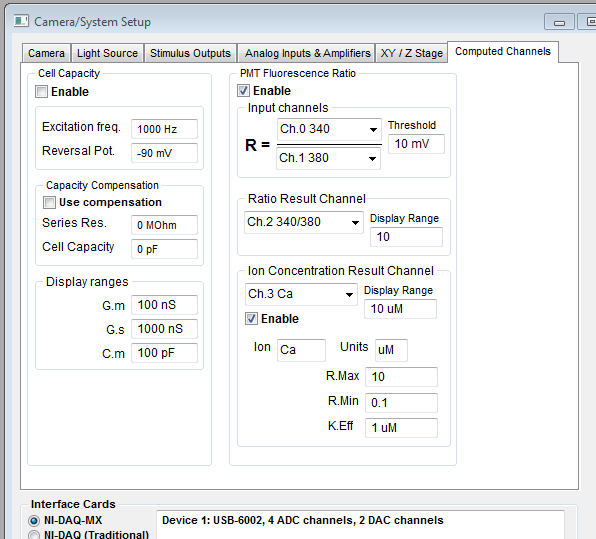 Camera/System Setup
Camera Light Source Stimulus Outputs Analog Inputs & Amplifiers XY / Z Stage Computed Channels
Cell Capacity
Enable
Excitation freq. 1000 Hz
Reversal Pot. -90 mV
Capacity Compensation
Use compensation
Series Res. 0 MOhm
Cell Capacity 0 pF
Display ranges
G.m 100 nS
G.s 1000 nS
C.m 100 pF
PMT Fluorescence Ratio
Enable
Input channels
R = Ch.0 340
Ch.1 380
Threshold
10 mV
Ratio Result Channel
Ch.2 340/380
Display Range
10
Ion Concentration Result Channel
Ch.3 Ca
Display Range
10 uM
Enable
Ion Ca Units uM
R.Max 10
R.Min 0.1
K.Eff 1 uM
Interface Cards
NI-DAQ-MX
NI-DAQ (Traditional)
Device 1: USB-6002, 4 ADC channels, 2 DAC channels